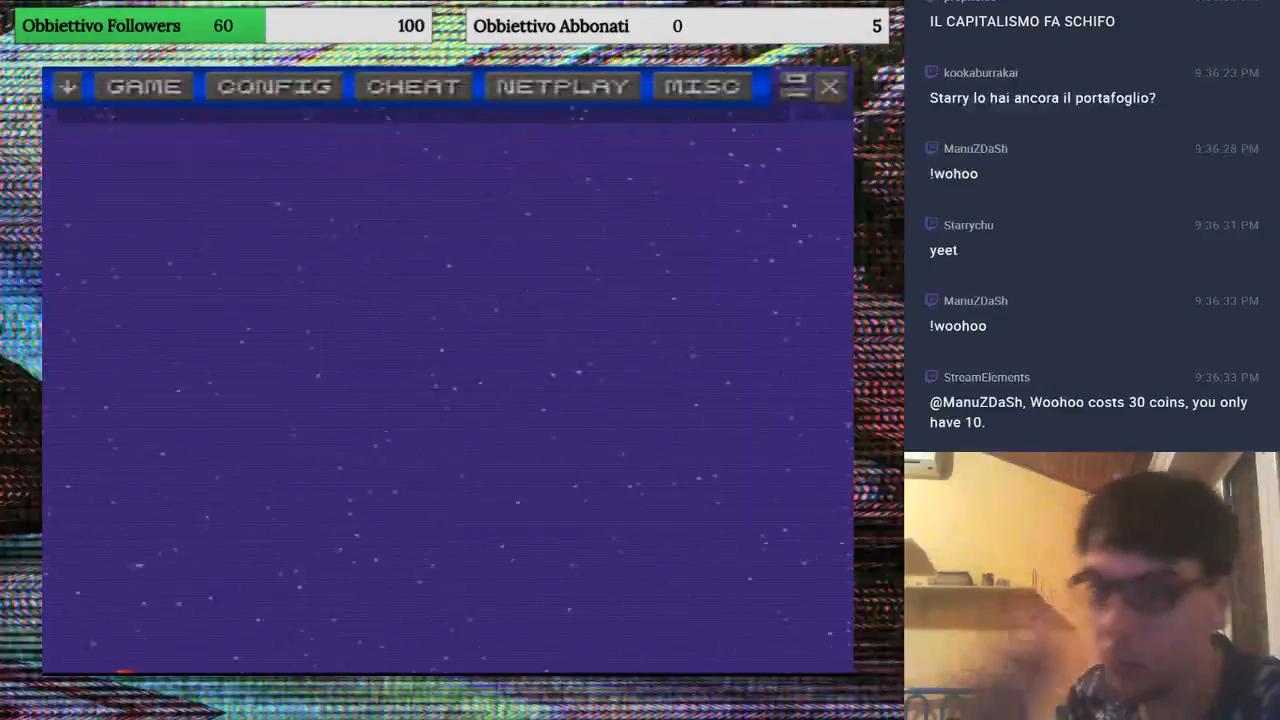 Obbiettivo Followers 60 100
Obbiettivo Abbonati 0 5
GAME CONFIG CHEAT NETPLAY MISC
IL CAPITALISMO FA SCHIFO
kookaburrakai 9:36:23 PM
Starry lo hai ancora il portafoglio?
ManuZDaSh 9:36:28 PM
!wohoo
Starrychu 9:36:31 PM
yeet
ManuZDaSh 9:36:33 PM
!woohoo
StreamElements 9:36:33 PM
@ManuZDaSh, Woohoo costs 30 coins, you only
have 10.